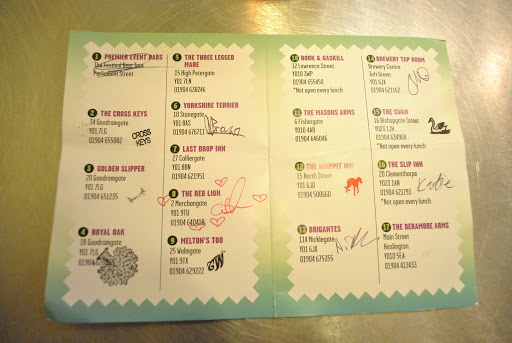 1 PREMIER EVENT BARS
The Festival Beer Tent
Parliament Street
2 THE CROSS KEYS
34 Goodramgate
YO1 7LG
01904 655082
CROSS
KEYS
3 GOLDEN SLIPPER
20 Goodramgate
YO1 7LG
01904 651235
4 ROYAL OAK
18 Goodramgate
YO1 7LG
01904
5 THE THREE LEGGED
MARE
15 High Petergate
YO1 7EN
01904 638246
6 YORKSHIRE TERRIER
10 Stonegate
YO1 8AS
01904 676711
7 LAST DROP INN
27 Colliergate
YO1 8BN
01904 621951
8 THE RED LION
2 Merchangate
YO1 9TU
01904 640418
9 MELTON'S TOO
25 Walmgate
YO1 9TX
01904 629222
10 ROOK & GASKILL
12 Lawrence Street
YO10 3WP
01904 655450
*Not open every lunch
11 THE MASONS ARMS
6 Fishergate
YO10 4AD
01904 646046
12 THE WHIPPET INN
15 North Street
YO1 6JD
01904 500660
13 BRIGANTES
114 Micklegate
YO1 6JX
01904 675355
14 BREWERY TAP ROOM
Brewery Centre
Toft Green
YO1 6JX
01904 621162
15 THE SWAN
16 Bishopgate Street
YO23 1JH
01904 634968
*Not open every lunch
16 THE SLIP INN
20 Clementhorpe
YO23 1AN
01904 621793
*Not open every lunch
Katie
17 THE DERAMORE ARMS
Main Street
Heslington
YO10 5EA
01904 413433